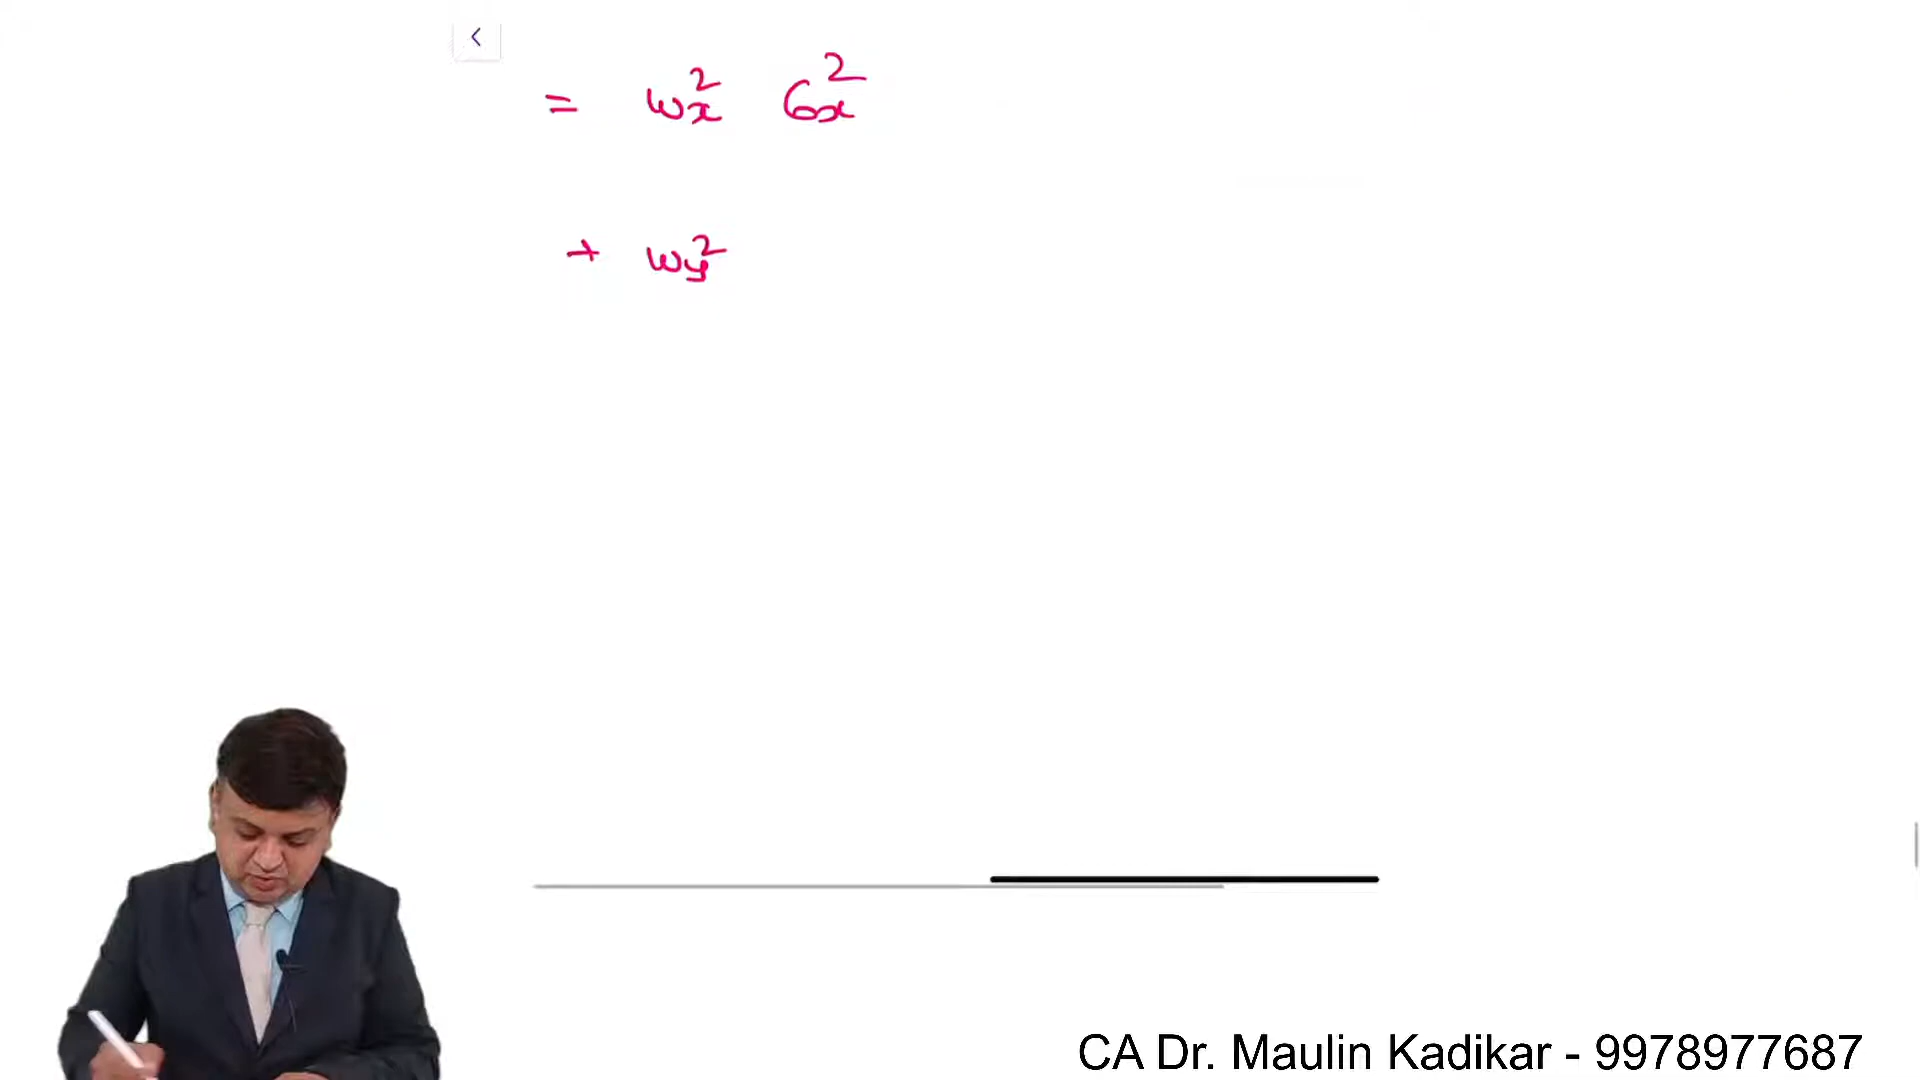 = wx² σx²
+ wy²
CA Dr. Maulin Kadikar - 9978977687